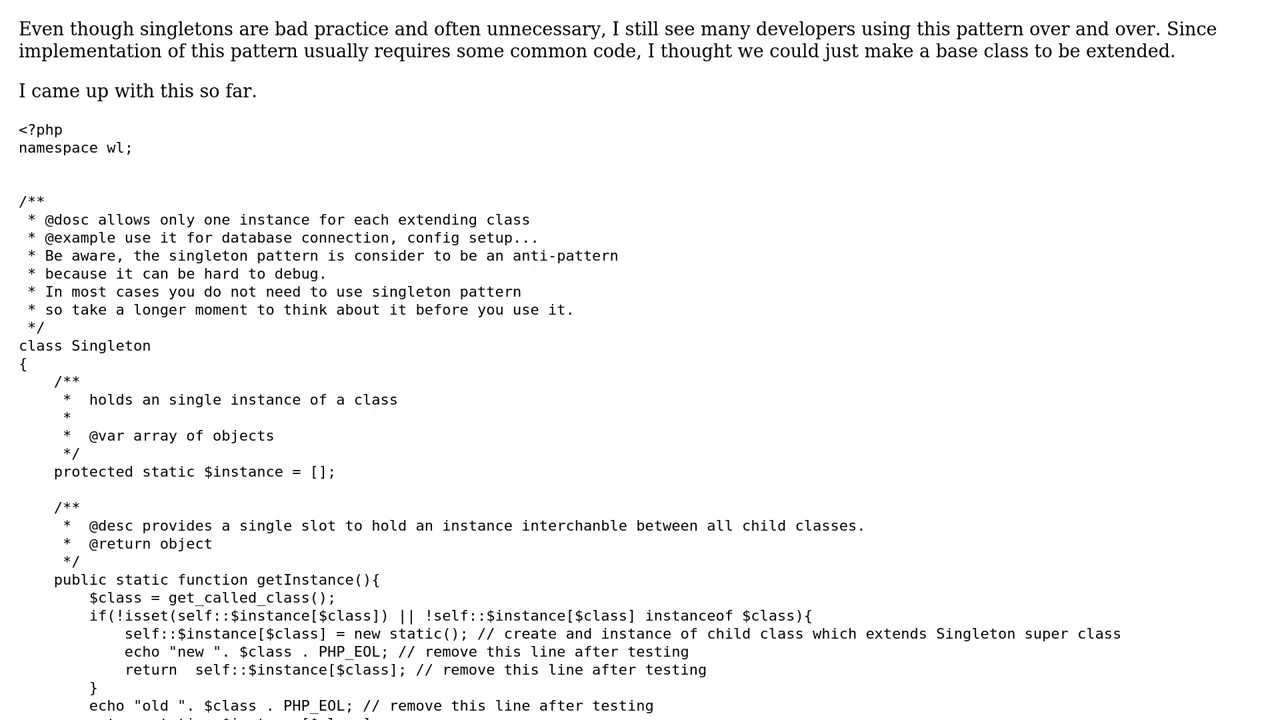 Even though singletons are bad practice and often unnecessary, I still see many developers using this pattern over and over. Since
implementation of this pattern usually requires some common code, I thought we could just make a base class to be extended.
I came up with this so far.
<?php
namespace wl;
/**
 * @dosc allows only one instance for each extending class
 * @example use it for database connection, config setup...
 * Be aware, the singleton pattern is consider to be an anti-pattern
 * because it can be hard to debug.
 * In most cases you do not need to use singleton pattern
 * so take a longer moment to think about it before you use it.
 */
class Singleton
{
    /**
     *  holds an single instance of a class
     *
     *  @var array of objects
     */
    protected static $instance = [];
    /**
     *  @desc provides a single slot to hold an instance interchanble between all child classes.
     *  @return object
     */
    public static function getInstance(){
        $class = get_called_class();
        if(!isset(self::$instance[$class]) || !self::$instance[$class] instanceof $class){
            self::$instance[$class] = new static(); // create and instance of child class which extends Singleton super class
            echo "new ". $class . PHP_EOL; // remove this line after testing
            return  self::$instance[$class]; // remove this line after testing
        }
        echo "old ". $class . PHP_EOL; // remove this line after testing